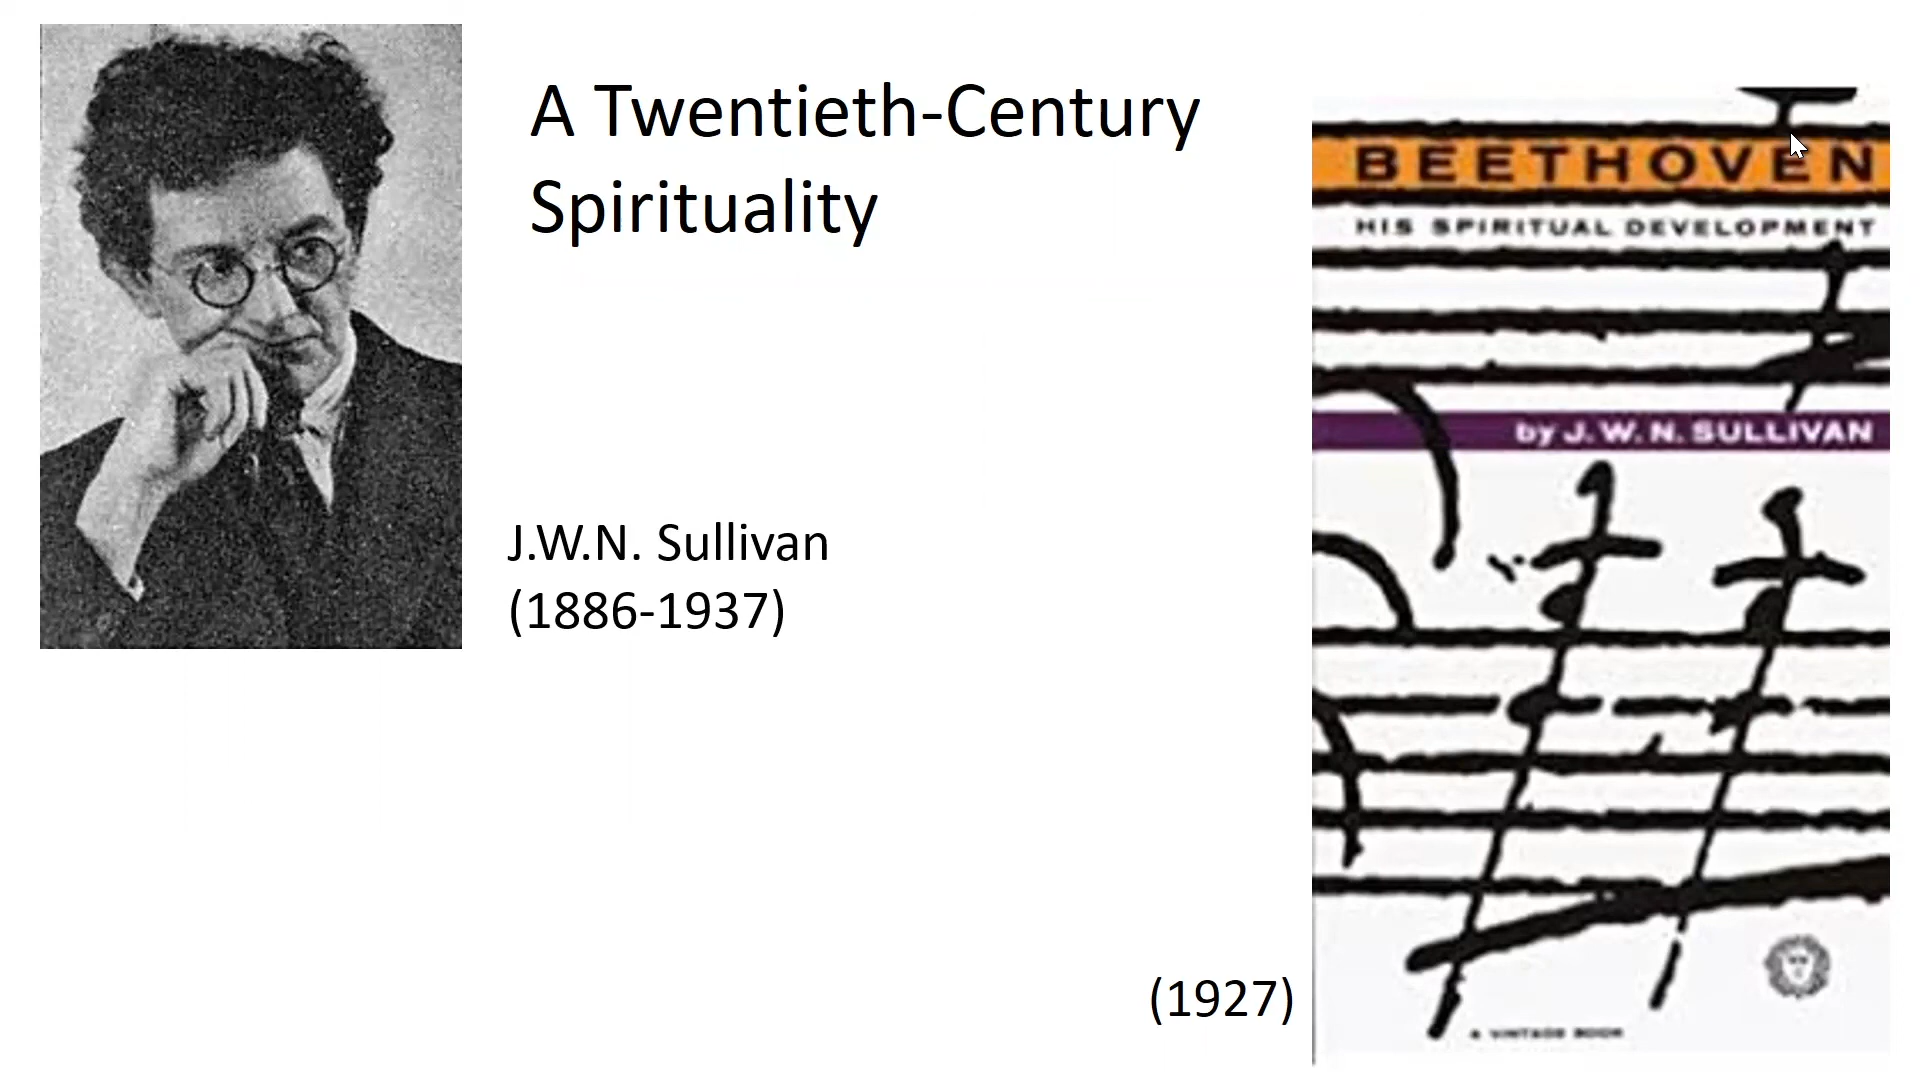 A Twentieth-Century
Spirituality
J.W.N. Sullivan
(1886-1937)
(1927)
BEETHOVEN
HIS SPIRITUAL DEVELOPMENT
by J. W. N. SULLIVAN
A VINTAGE BOOK